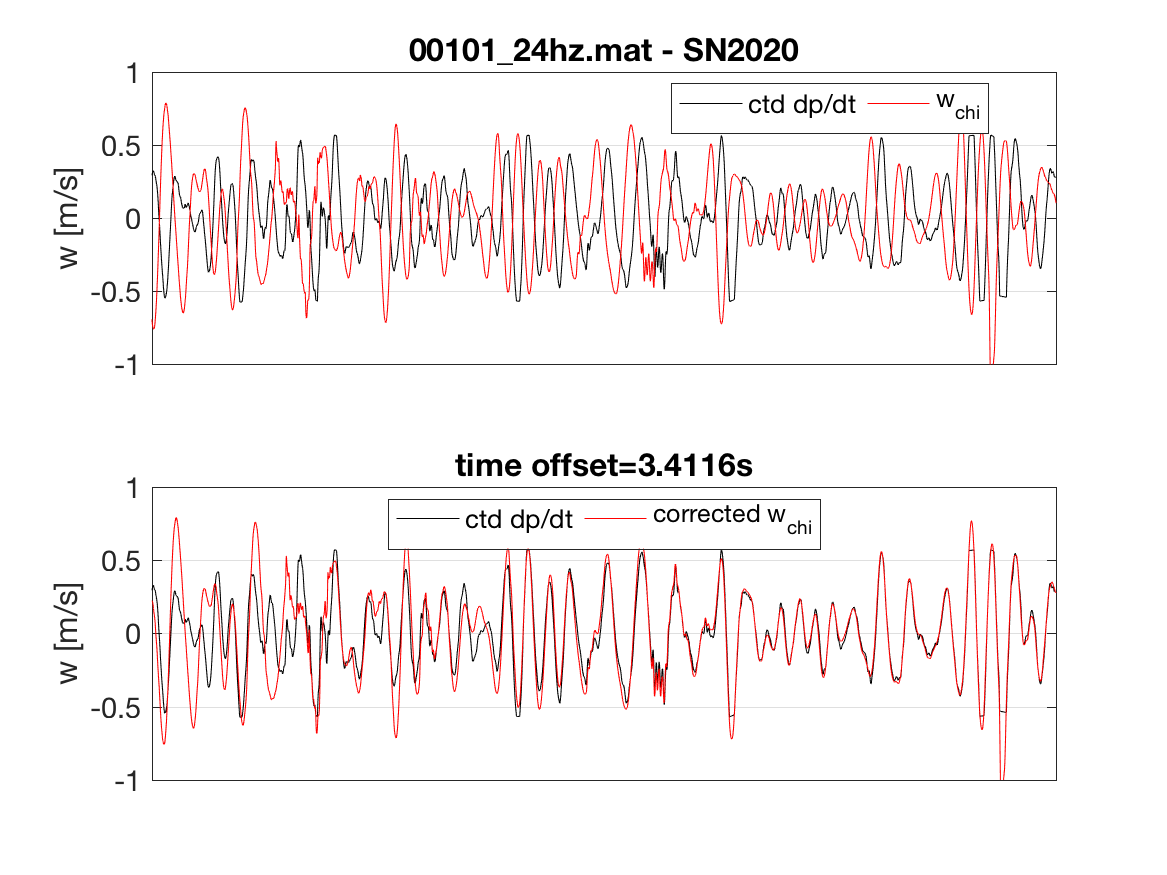 00101_24hz.mat - SN2020
1
0.5
0
-0.5
-1
w [m/s]
ctd dp/dt w_chi
time offset=3.4116s
1
0.5
0
-0.5
-1
w [m/s]
ctd dp/dt corrected w_chi